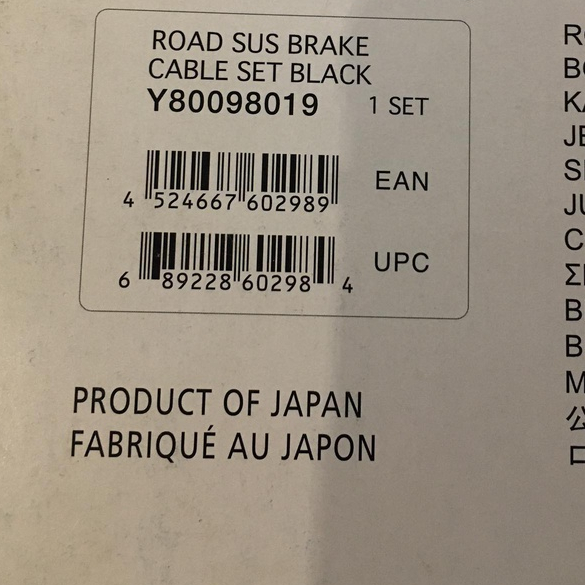 ROAD SUS BRAKE
CABLE SET BLACK
Y80098019 1 SET
4 524667 602989 EAN
6 89228 60298 4 UPC
PRODUCT OF JAPAN
FABRIQUÉ AU JAPON